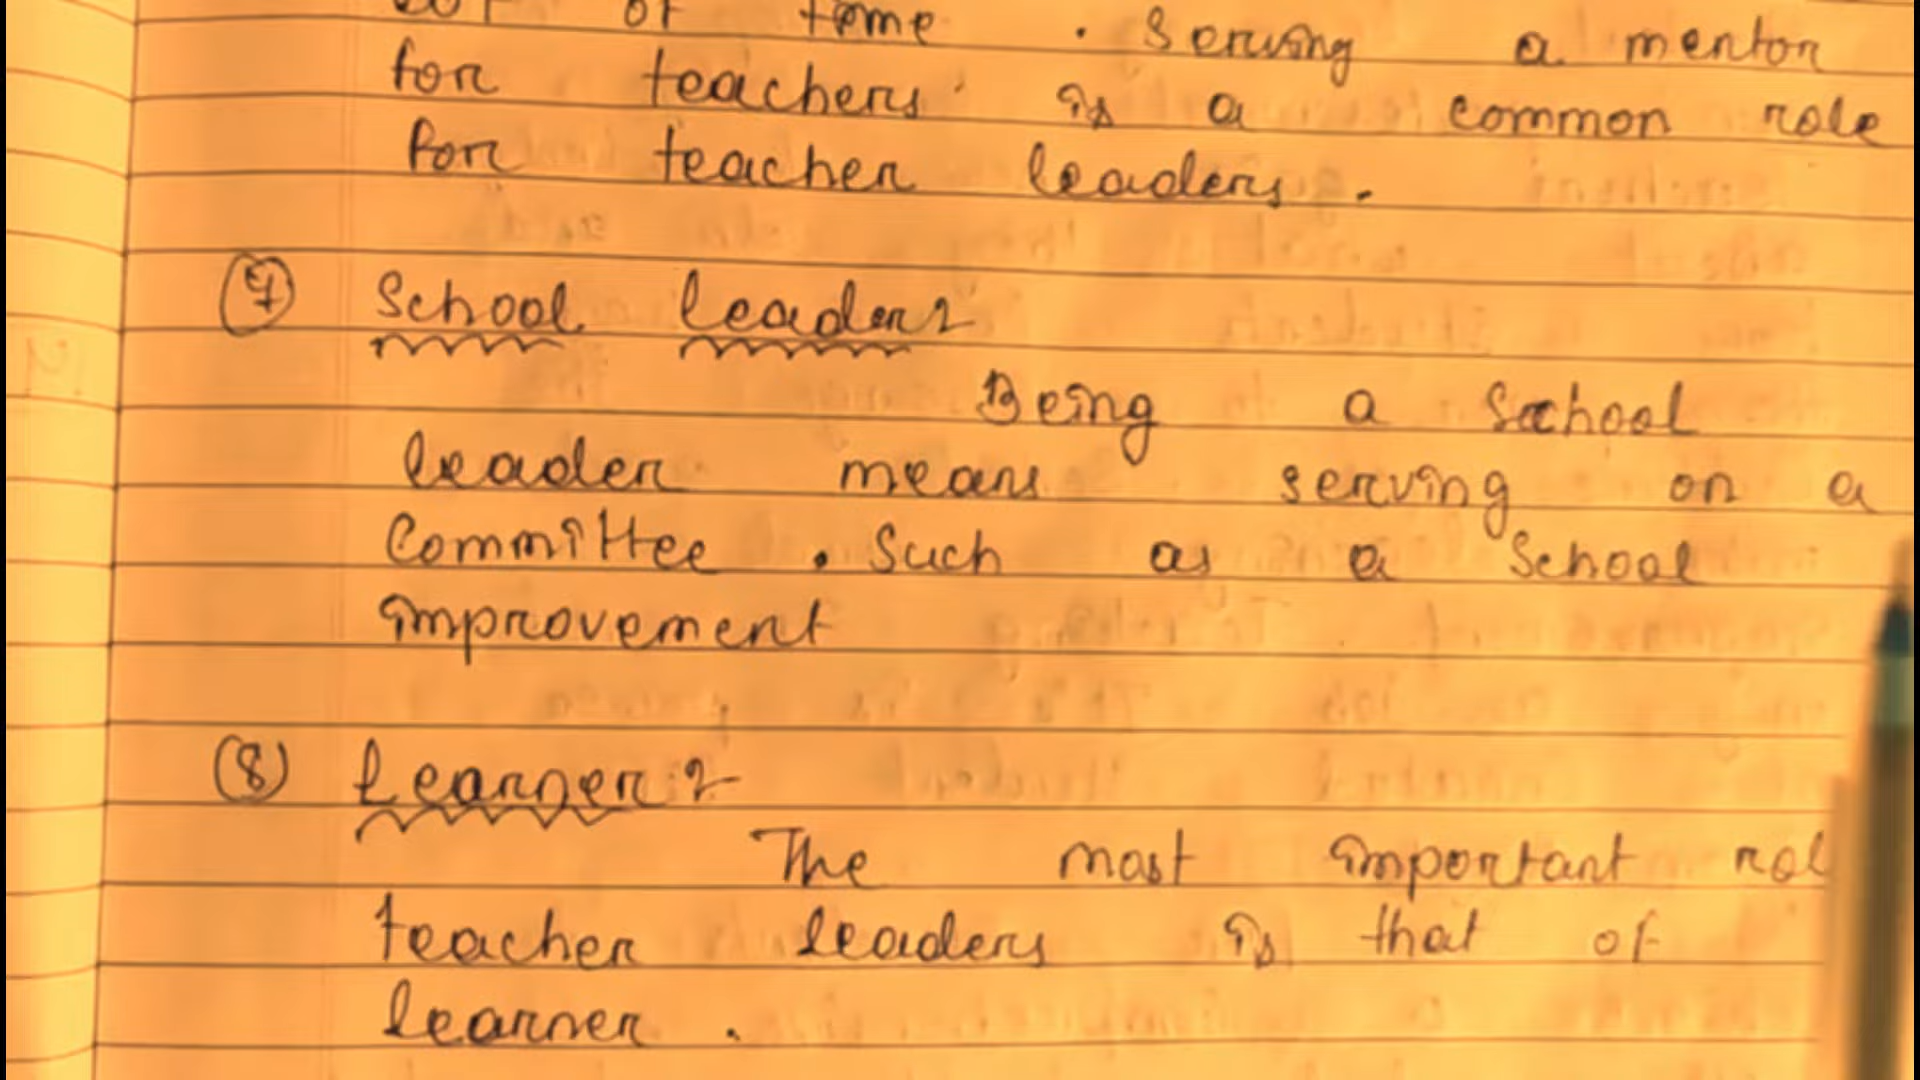 of time . Serving a mentor
for teachers is a common role
for teacher leaders.
(7) School leader :-
Being a school
leader means serving on a
Committee . Such as a School
improvement
(8) Learner :-
The most important rol
teacher leaders is that of
learner .